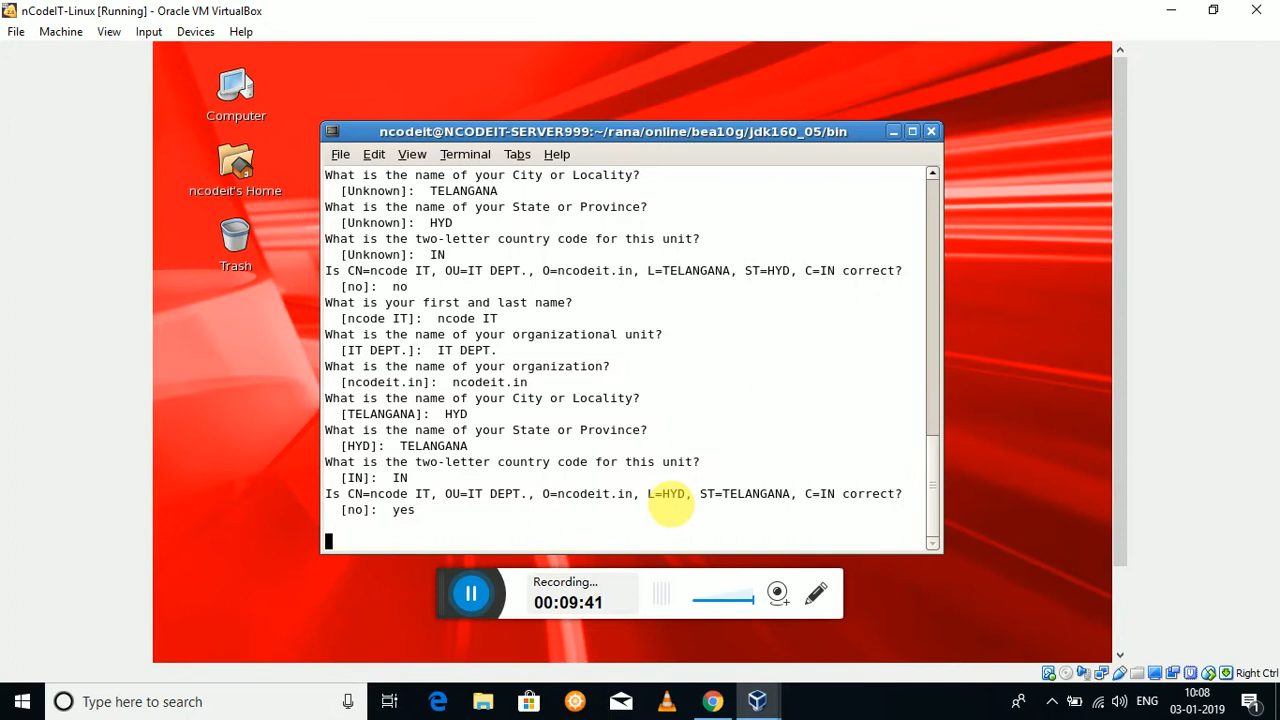 nCodeIT-Linux [Running] - Oracle VM VirtualBox
File Machine View Input Devices Help
Computer
ncodeit's Home
Trash
ncodeit@NCODEIT-SERVER999:~/rana/online/bea10g/jdk160_05/bin
File Edit View Terminal Tabs Help
What is the name of your City or Locality?
[Unknown]: TELANGANA
What is the name of your State or Province?
[Unknown]: HYD
What is the two-letter country code for this unit?
[Unknown]: IN
Is CN=ncode IT, OU=IT DEPT., O=ncodeit.in, L=TELANGANA, ST=HYD, C=IN correct?
[no]: no
What is your first and last name?
[ncode IT]: ncode IT
What is the name of your organizational unit?
[IT DEPT.]: IT DEPT.
What is the name of your organization?
[ncodeit.in]: ncodeit.in
What is the name of your City or Locality?
[TELANGANA]: HYD
What is the name of your State or Province?
[HYD]: TELANGANA
What is the two-letter country code for this unit?
[IN]: IN
Is CN=ncode IT, OU=IT DEPT., O=ncodeit.in, L=HYD, ST=TELANGANA, C=IN correct?
[no]: yes
Recording...
00:09:41
Right Ctrl
Type here to search
ENG
10:08
03-01-2019
1